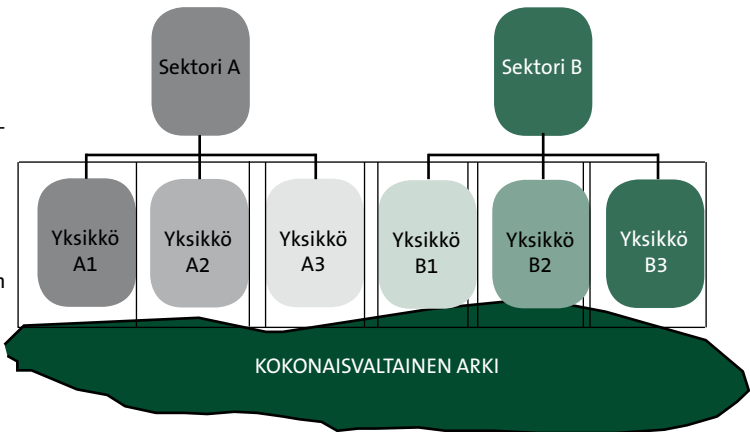 Sektori A
Sektori B
Yksikkö
A1
Yksikkö
A2
Yksikkö
A3
Yksikkö
B1
Yksikkö
B2
Yksikkö
B3
KOKONAISVALTAINEN ARKI